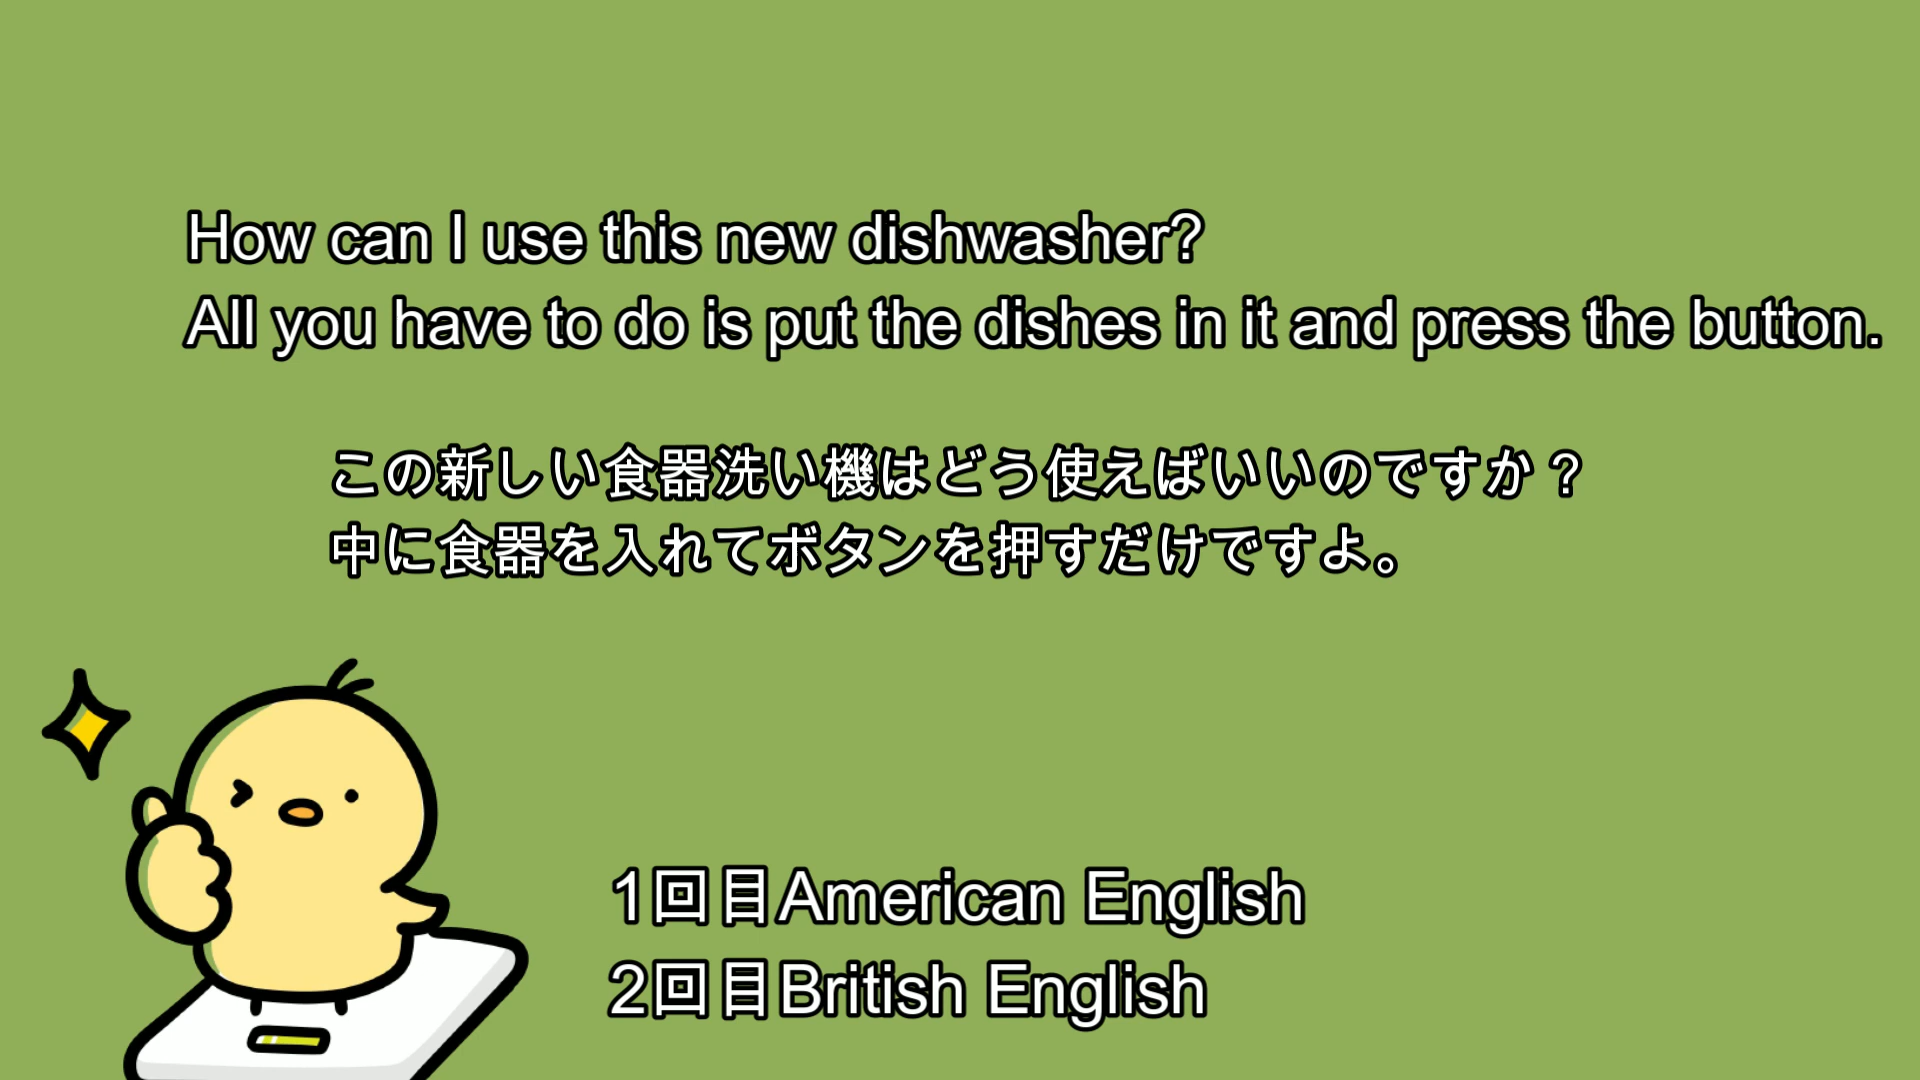 How can I use this new dishwasher?
All you have to do is put the dishes in it and press the button.
この新しい食器洗い機はどう使えばいいのですか？
中に食器を入れてボタンを押すだけですよ。
1回目American English
2回目British English